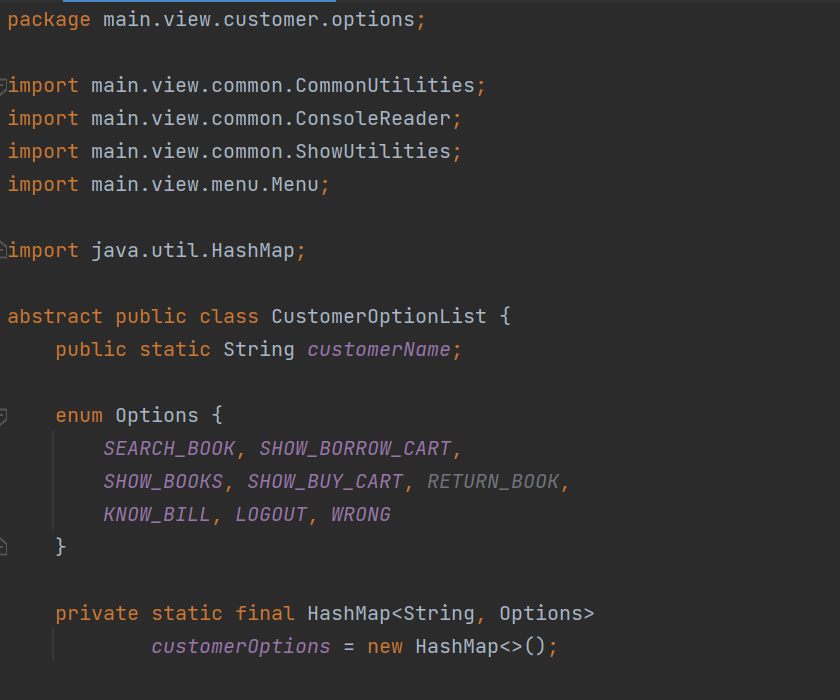 package main.view.customer.options;
import main.view.common.CommonUtilities;
import main.view.common.ConsoleReader;
import main.view.common.ShowUtilities;
import main.view.menu.Menu;
import java.util.HashMap;
abstract public class CustomerOptionList {
public static String customerName;
enum Options {
SEARCH_BOOK, SHOW_BORROW_CART,
SHOW_BOOKS, SHOW_BUY_CART, RETURN_BOOK,
KNOW_BILL, LOGOUT, WRONG
}
private static final HashMap<String, Options>
customerOptions = new HashMap<>();